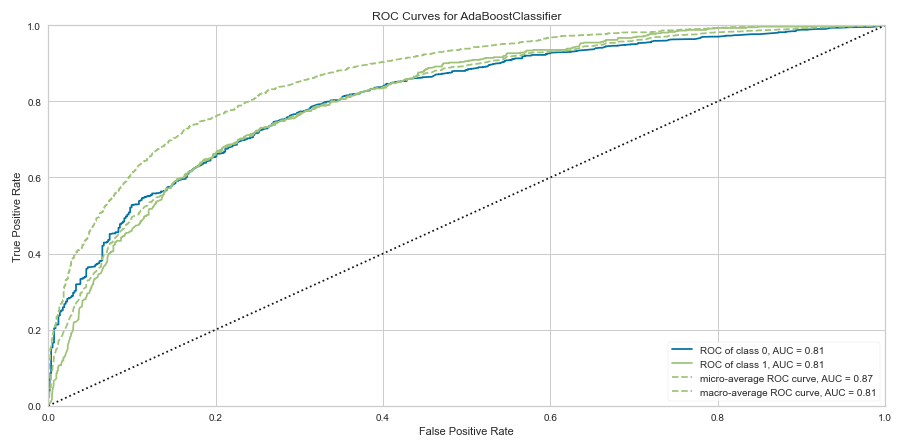 ROC Curves for AdaBoostClassifier
True Positive Rate
1.0
0.8
0.6
0.4
0.2
0.0
ROC of class 0, AUC = 0.81
ROC of class 1, AUC = 0.81
micro-average ROC curve, AUC = 0.87
macro-average ROC curve, AUC = 0.81
0.0 0.2 0.4 0.6 0.8 1.0
False Positive Rate